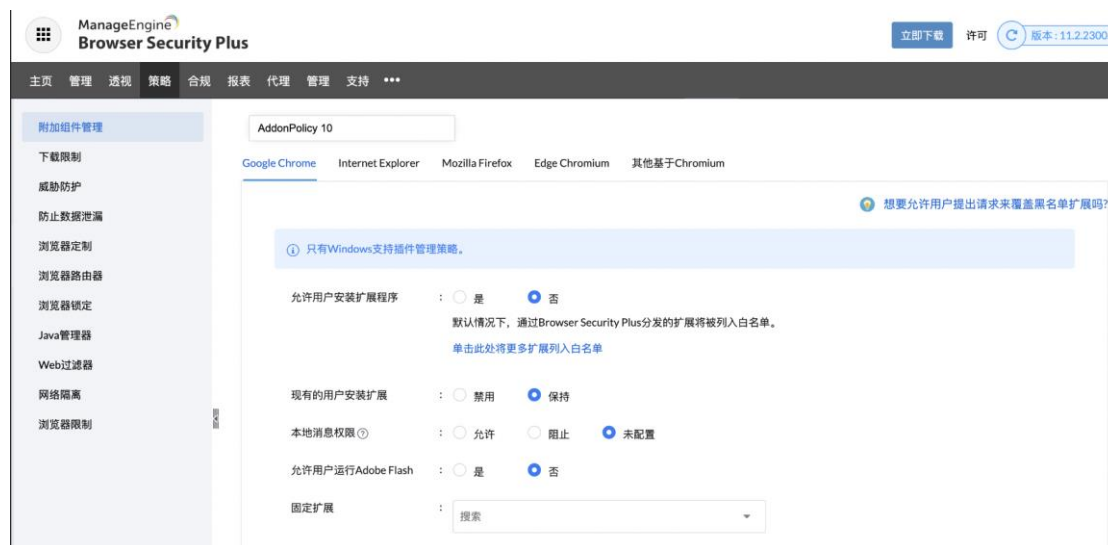 ManageEngine
Browser Security Plus
立即下载 许可 版本:11.2.2300
主页 管理 透视 策略 合规 报表 代理 管理 支持 •••
附加组件管理
下载限制
威胁防护
防止数据泄漏
浏览器定制
浏览器路由器
浏览器锁定
Java管理器
Web过滤器
网络隔离
浏览器限制
AddonPolicy 10
Google Chrome Internet Explorer Mozilla Firefox Edge Chromium 其他基于Chromium
想要允许用户提出请求来覆盖黑名单扩展吗?
只有Windows支持插件管理策略。
允许用户安装扩展程序 : 是 否
默认情况下，通过Browser Security Plus分发的扩展将被列入白名单。
单击此处将更多扩展列入白名单
现有的用户安装扩展 : 禁用 保持
本地消息权限 : 允许 阻止 未配置
允许用户运行Adobe Flash : 是 否
固定扩展 : 搜索